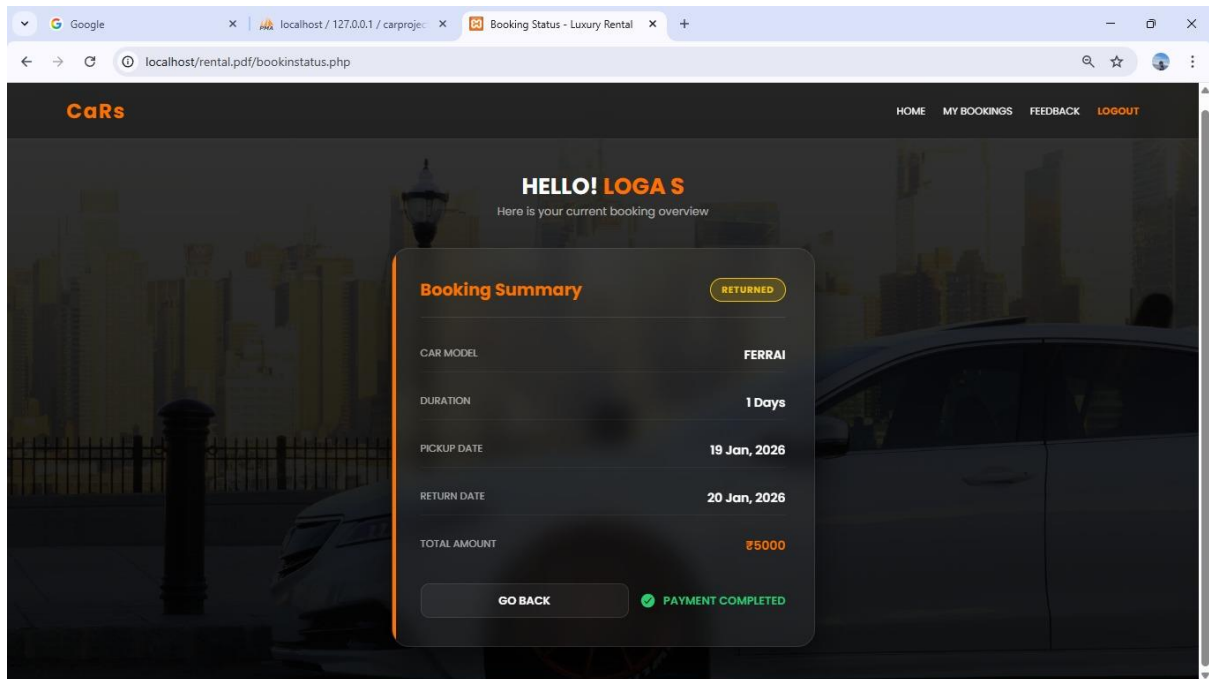 Google
localhost / 127.0.0.1 / carprojec
Booking Status - Luxury Rental
localhost/rental.pdf/bookinstatus.php
CaRs
HOME MY BOOKINGS FEEDBACK LOGOUT
HELLO! LOGA S
Here is your current booking overview
Booking Summary RETURNED
CAR MODEL FERRAI
DURATION 1 Days
PICKUP DATE 19 Jan, 2026
RETURN DATE 20 Jan, 2026
TOTAL AMOUNT ₹5000
GO BACK PAYMENT COMPLETED